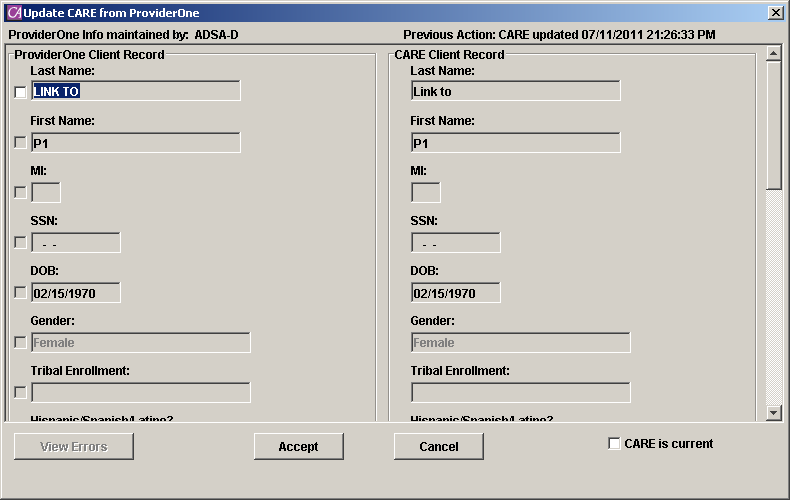 CA Update CARE from ProviderOne
ProviderOne Info maintained by: ADSA-D
Previous Action: CARE updated 07/11/2011 21:26:33 PM
ProviderOne Client Record
CARE Client Record
Last Name:
Last Name:
LINK TO
Link to
First Name:
First Name:
P1
P1
MI:
MI:
SSN:
SSN:
- -
- -
DOB:
DOB:
02/15/1970
02/15/1970
Gender:
Gender:
Female
Female
Tribal Enrollment:
Tribal Enrollment:
Hispanic/Spanish/Latino?
Hispanic/Spanish/Latino?
View Errors
Accept
Cancel
CARE is current